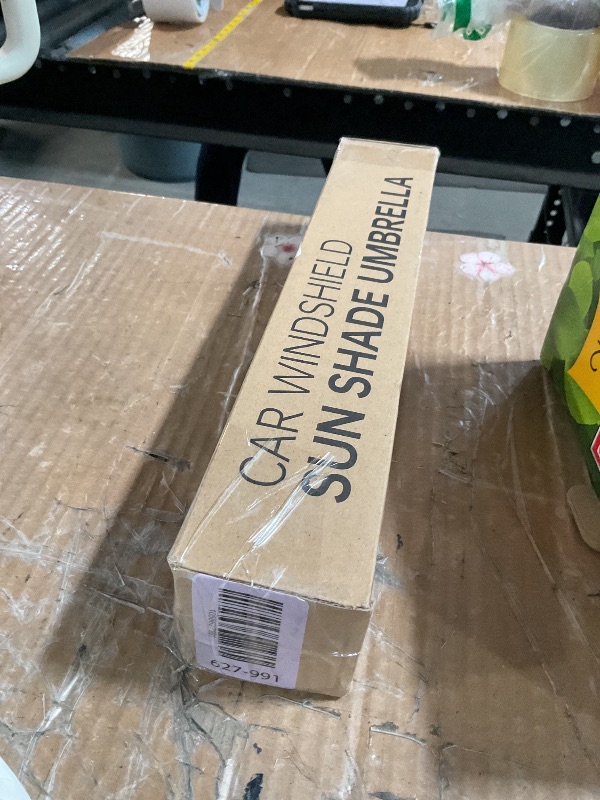 CAR WINDSHIELD
SUN SHADE UMBRELLA
627-991